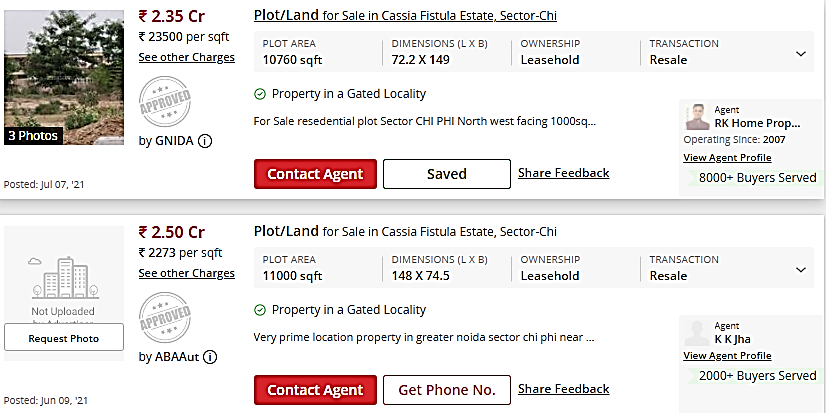 ₹ 2.35 Cr
₹ 23500 per sqft
See other Charges
APPROVED
by GNIDA
3 Photos
Posted: Jul 07, '21
Plot/Land for Sale in Cassia Fistula Estate, Sector-Chi
PLOT AREA DIMENSIONS (L X B) OWNERSHIP TRANSACTION
10760 sqft 72.2 X 149 Leasehold Resale
Property in a Gated Locality
For Sale resedential plot Sector CHI PHI North west facing 1000sq...
Contact Agent Saved Share Feedback
Agent
RK Home Prop...
Operating Since: 2007
View Agent Profile
8000+ Buyers Served
₹ 2.50 Cr
₹ 2273 per sqft
See other Charges
APPROVED
by ABAAut
Not Uploaded
Request Photo
Posted: Jun 09, '21
Plot/Land for Sale in Cassia Fistula Estate, Sector-Chi
PLOT AREA DIMENSIONS (L X B) OWNERSHIP TRANSACTION
11000 sqft 148 X 74.5 Leasehold Resale
Property in a Gated Locality
Very prime location property in greater noida sector chi phi near ...
Contact Agent Get Phone No. Share Feedback
Agent
K K Jha
View Agent Profile
2000+ Buyers Served